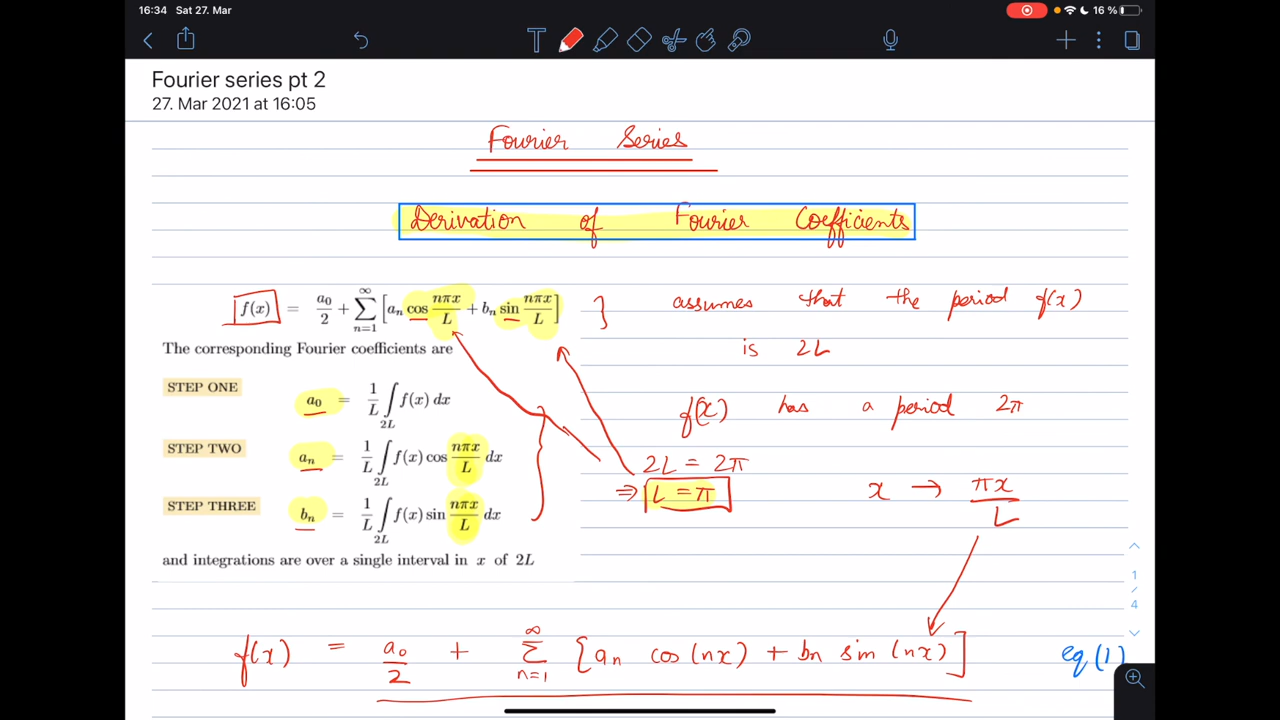 16:34 Sat 27. Mar 16 %
Fourier series pt 2
27. Mar 2021 at 16:05
Fourier Series
Derivation of Fourier Coefficients
f(x) = a₀/2 + ∑_{n=1}^{∞} [aₙ cos nπx/L + bₙ sin nπx/L] } assumes that the period f(x)
is 2L
The corresponding Fourier coefficients are
STEP ONE a₀ = 1/L ∫_{2L} f(x) dx
f(x) has a period 2π
STEP TWO aₙ = 1/L ∫_{2L} f(x) cos nπx/L dx
2L = 2π
⇒ L = π
x → πx/L
STEP THREE bₙ = 1/L ∫_{2L} f(x) sin nπx/L dx
and integrations are over a single interval in x of 2L
1
/
4
f(x) = a₀/2 + ∑_{n=1}^{∞} [aₙ cos (nx) + bₙ sin (nx)] eq (1)